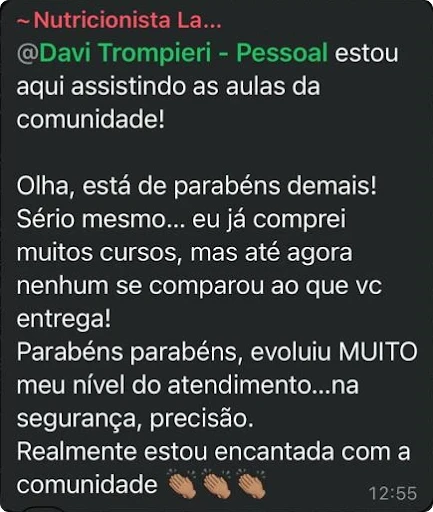 ~Nutricionista La...
@Davi Trompieri - Pessoal estou
aqui assistindo as aulas da
comunidade!
Olha, está de parabéns demais!
Sério mesmo... eu já comprei
muitos cursos, mas até agora
nenhum se comparou ao que vc
entrega!
Parabéns parabéns, evoluiu MUITO
meu nível do atendimento...na
segurança, precisão.
Realmente estou encantada com a
comunidade 👏🏽👏🏽👏🏽
12:55